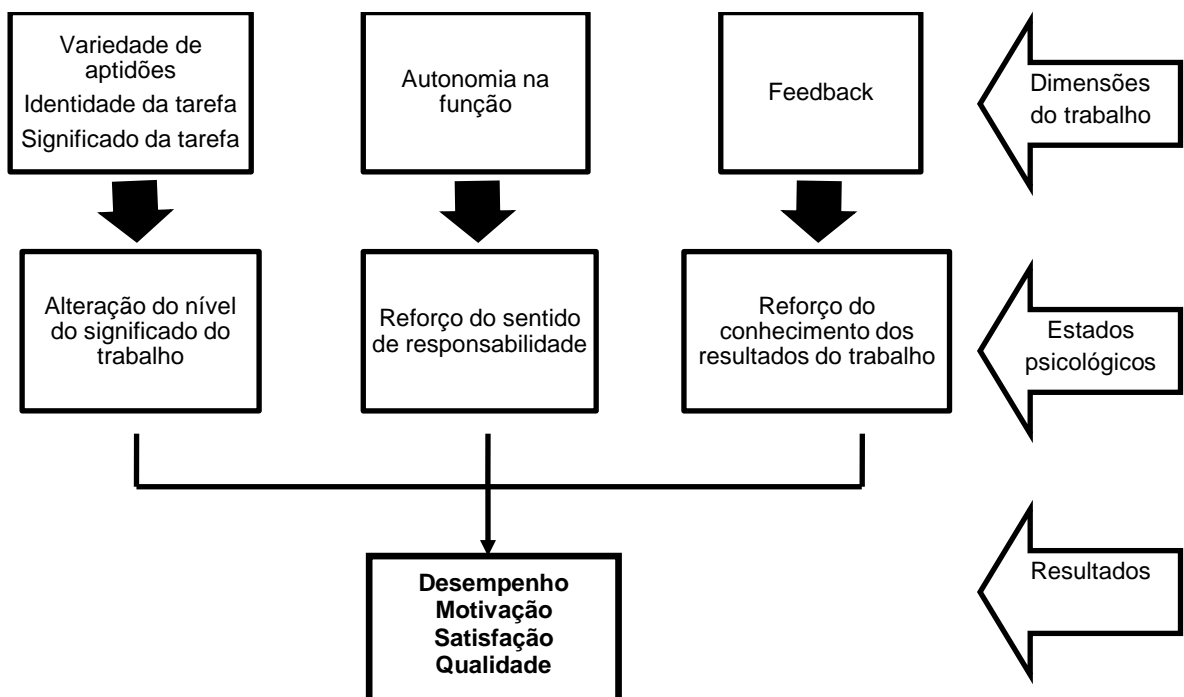 Variedade de
aptidões
Identidade da tarefa
Significado da tarefa
Autonomia na
função
Feedback
Dimensões
do trabalho
Alteração do nível
do significado do
trabalho
Reforço do sentido
de responsabilidade
Reforço do
conhecimento dos
resultados do trabalho
Estados
psicológicos
Desempenho
Motivação
Satisfação
Qualidade
Resultados